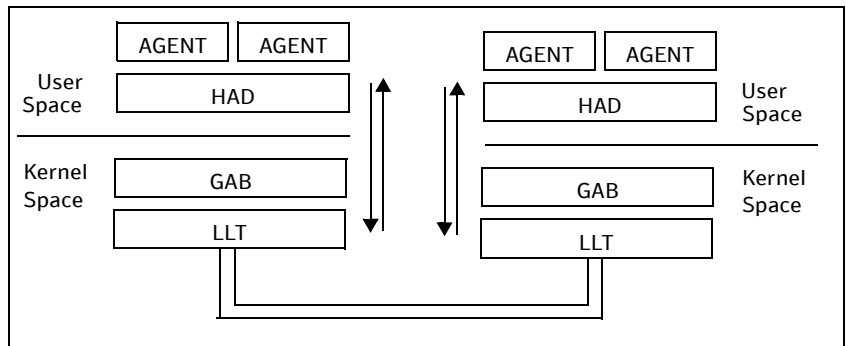 AGENT AGENT
User
Space
HAD
Kernel
Space
GAB
LLT
AGENT AGENT
HAD
User
Space
GAB
Kernel
Space
LLT